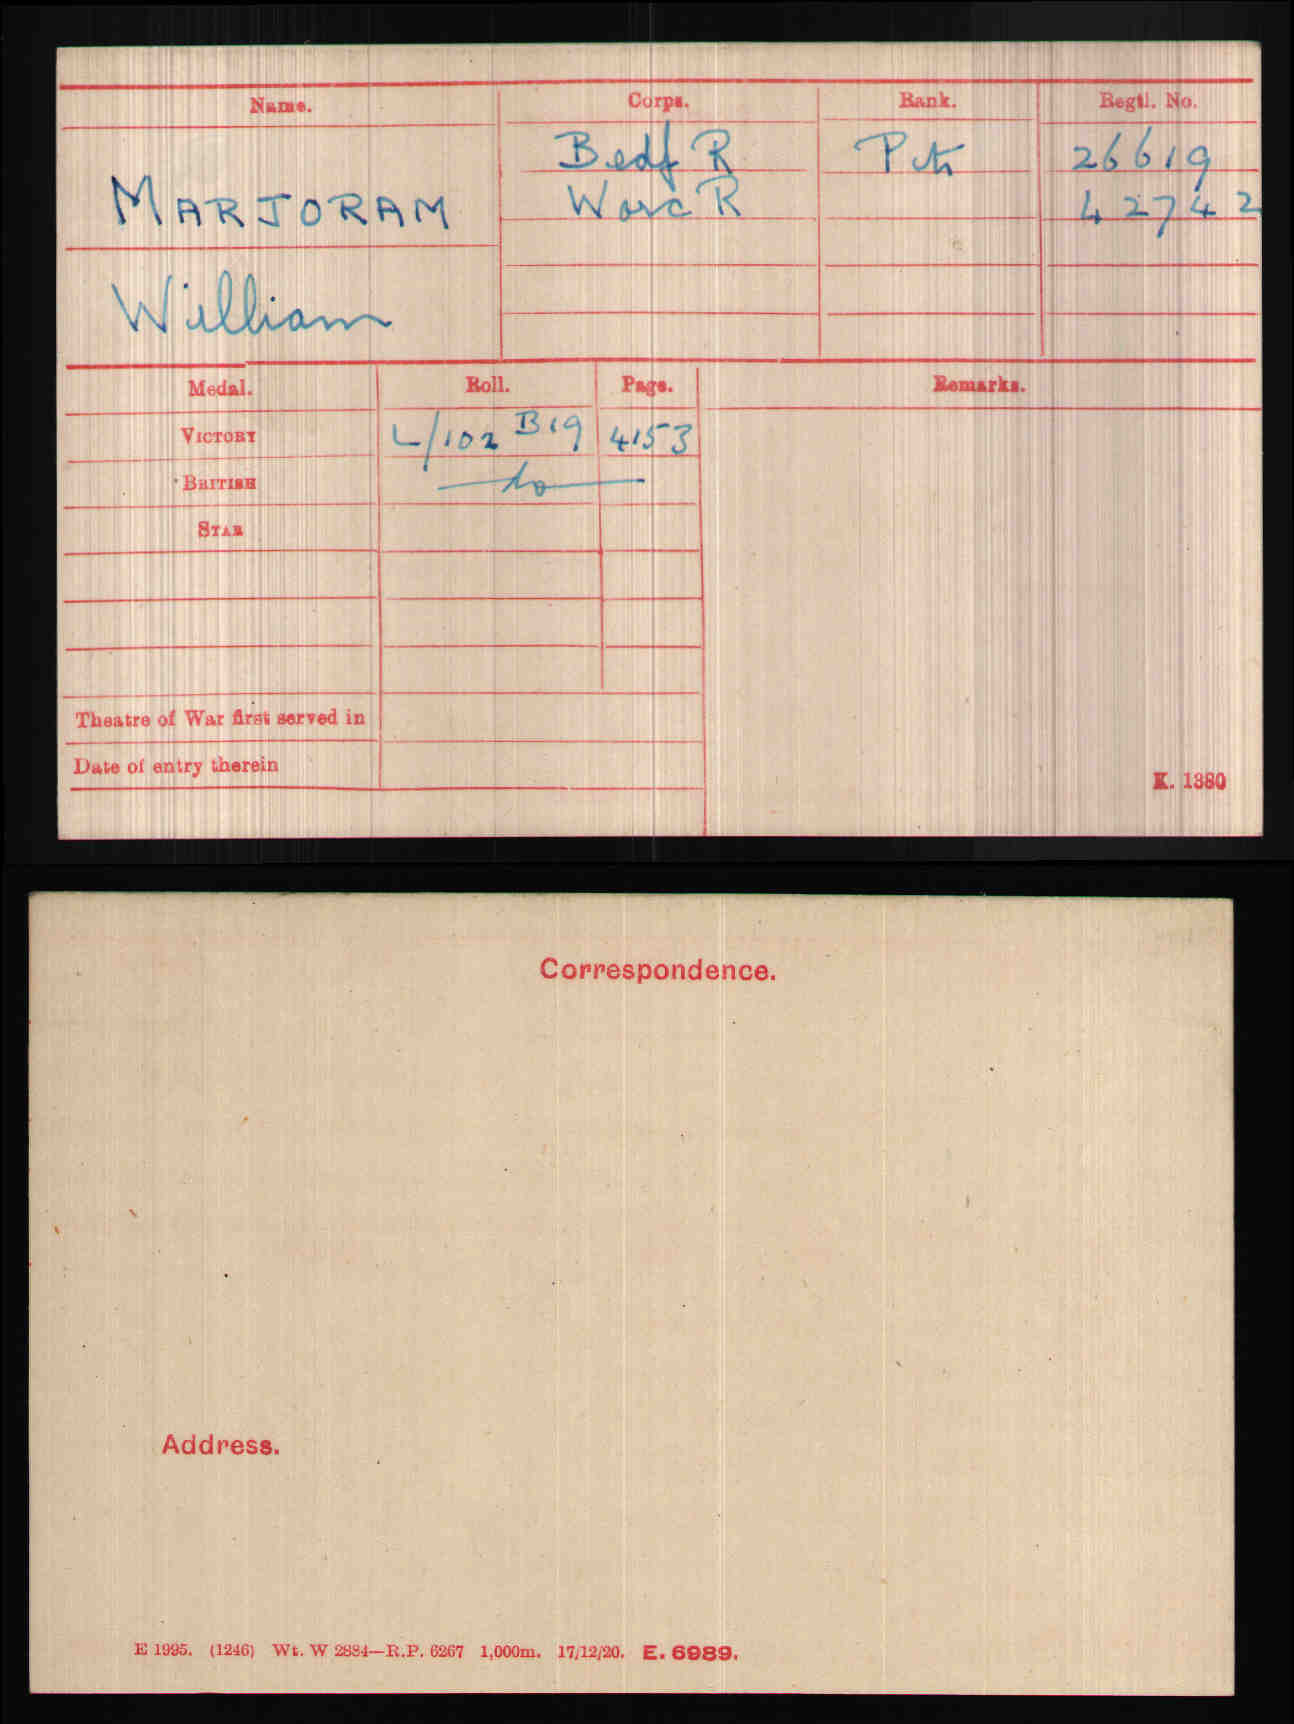 Name. Corps. Rank. Regtl. No.
MARJORAM
William
Bedf R Pte 26619
Worc R 42742
Medal. Roll. Page. Remarks.
VICTORY L/102 B19 4153
BRITISH do
STAR
Theatre of War first served in
Date of entry therein
K. 1380
Correspondence.
Address.
E 1995. (1246) Wt. W 2884—R.P. 6267 1,000m. 17/12/20. E. 6989.